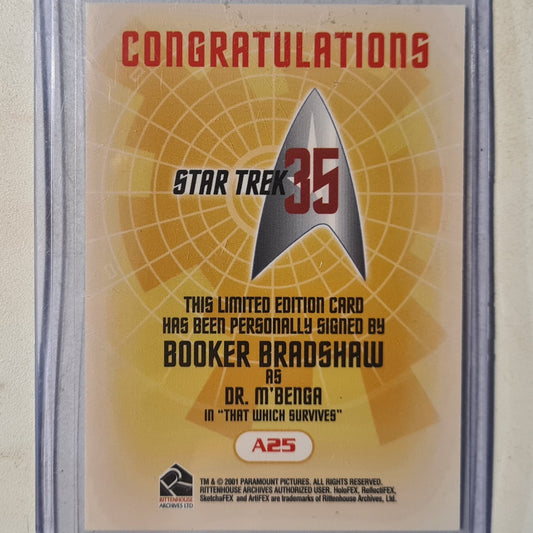 CONGRATULATIONS
STAR TREK 35
THIS LIMITED EDITION CARD
HAS BEEN PERSONALLY SIGNED BY
BOOKER BRADSHAW
AS
DR. M'BENGA
IN "THAT WHICH SURVIVES"
A25
RITTENHOUSE
ARCHIVES LTD
TM & © 2001 PARAMOUNT PICTURES. ALL RIGHTS RESERVED.
RITTENHOUSE ARCHIVES AUTHORIZED USER. HoloFEX, ReflectiFEX,
SketchaFEX and ArtiFEX are trademarks of Rittenhouse Archives, Ltd.